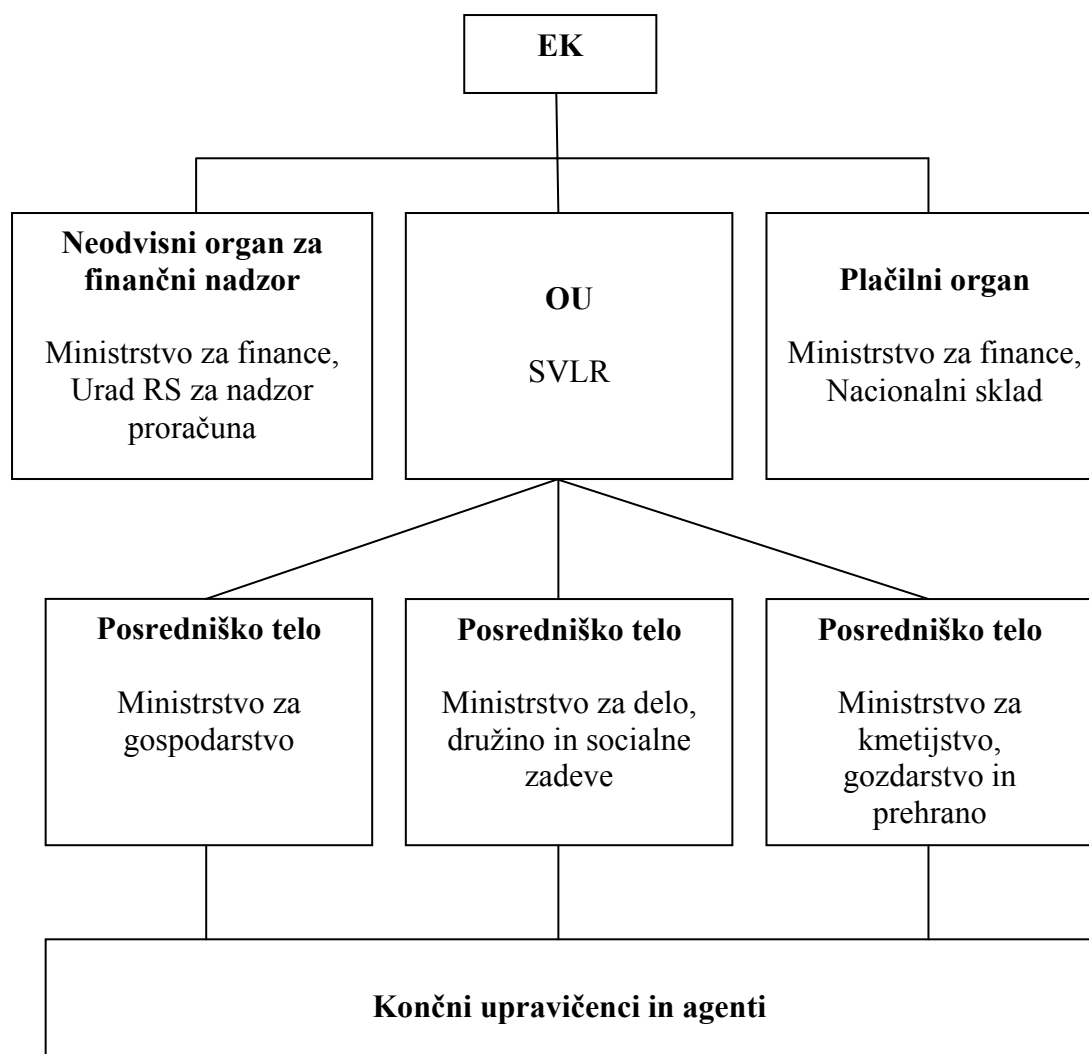 EK
Neodvisni organ za
finančni nadzor
Ministrstvo za finance,
Urad RS za nadzor
proračuna
OU
SVLR
Plačilni organ
Ministrstvo za finance,
Nacionalni sklad
Posredniško telo
Ministrstvo za
gospodarstvo
Posredniško telo
Ministrstvo za delo,
družino in socialne
zadeve
Posredniško telo
Ministrstvo za
kmetijstvo,
gozdarstvo in
prehrano
Končni upravičenci in agenti